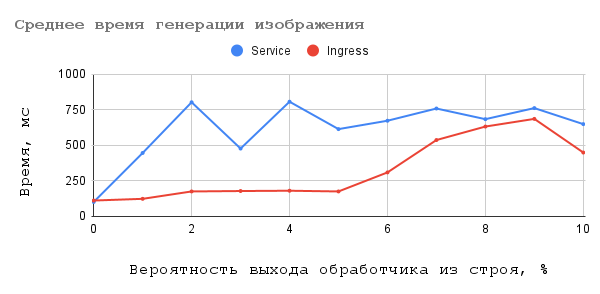 Среднее время генерации изображения
Service Ingress
Время, мс
1000
750
500
250
0
0 2 4 6 8 10
Вероятность выхода обработчика из строя, %